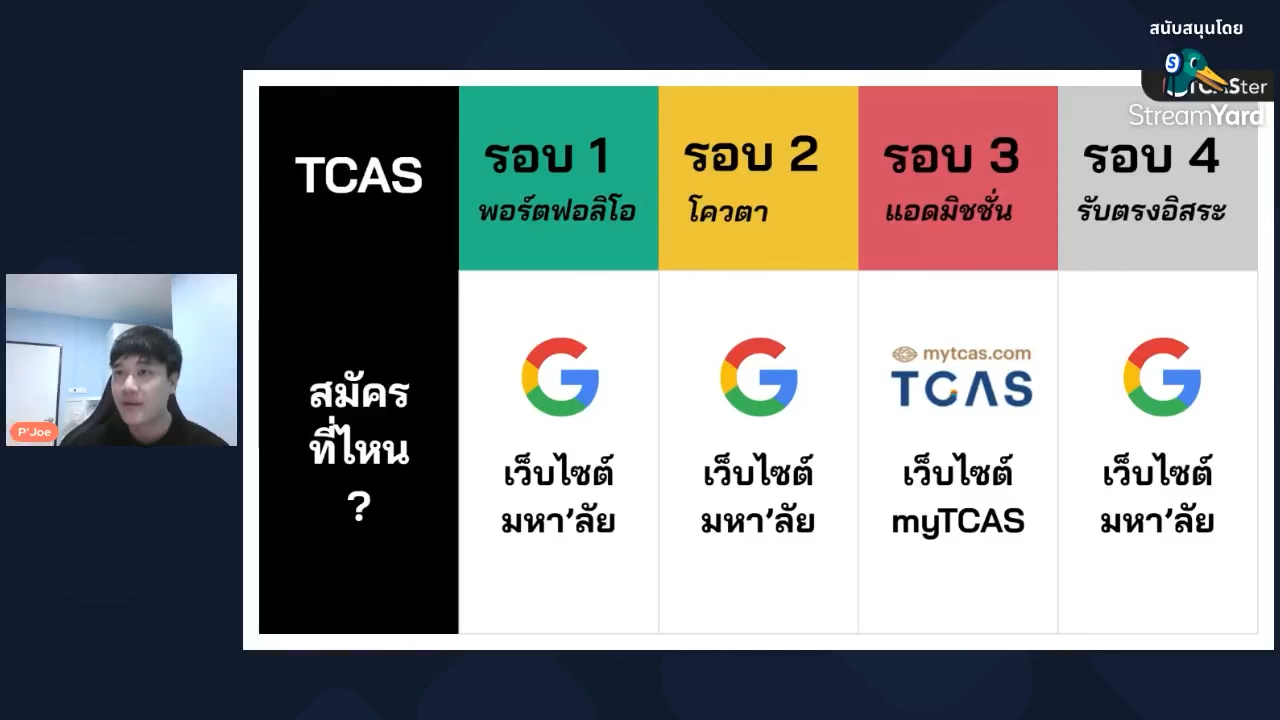 สนับสนุนโดย
StreamYard
TCAS
รอบ 1
พอร์ตฟอลิโอ
รอบ 2
โควตา
รอบ 3
แอดมิชชั่น
รอบ 4
รับตรงอิสระ
สมัคร
ที่ไหน
?
เว็บไซต์
มหา’ลัย
เว็บไซต์
มหา’ลัย
mytcas.com
TCAS
เว็บไซต์
myTCAS
เว็บไซต์
มหา’ลัย
P'Joe